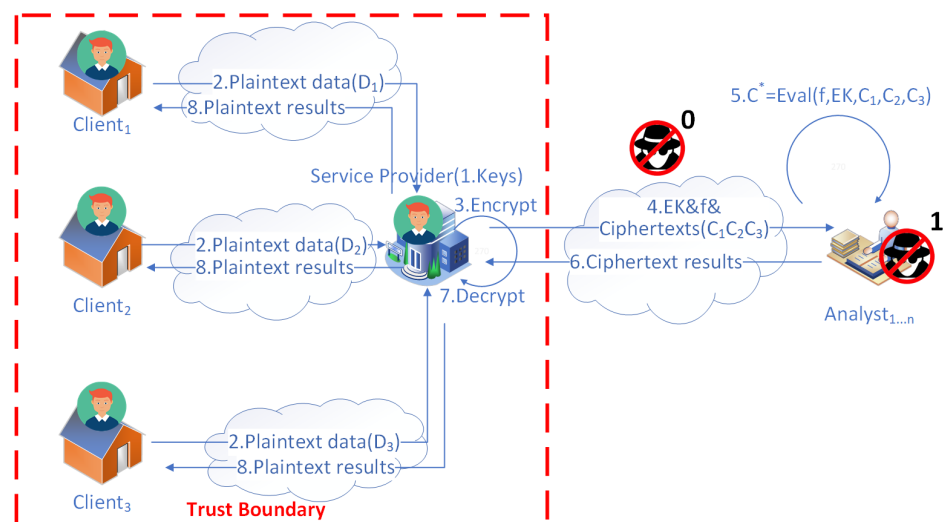 2.Plaintext data(D₁)
8.Plaintext results
Client₁
5.C*=Eval(f,EK,C₁,C₂,C₃)
0
Service Provider(1.Keys)
3.Encrypt
4.EK&f&
Ciphertexts(C₁C₂C₃)
1
2.Plaintext data(D₂)
8.Plaintext results
6.Ciphertext results
7.Decrypt
Client₂
Analyst₁...ₙ
2.Plaintext data(D₃)
8.Plaintext results
Client₃
Trust Boundary